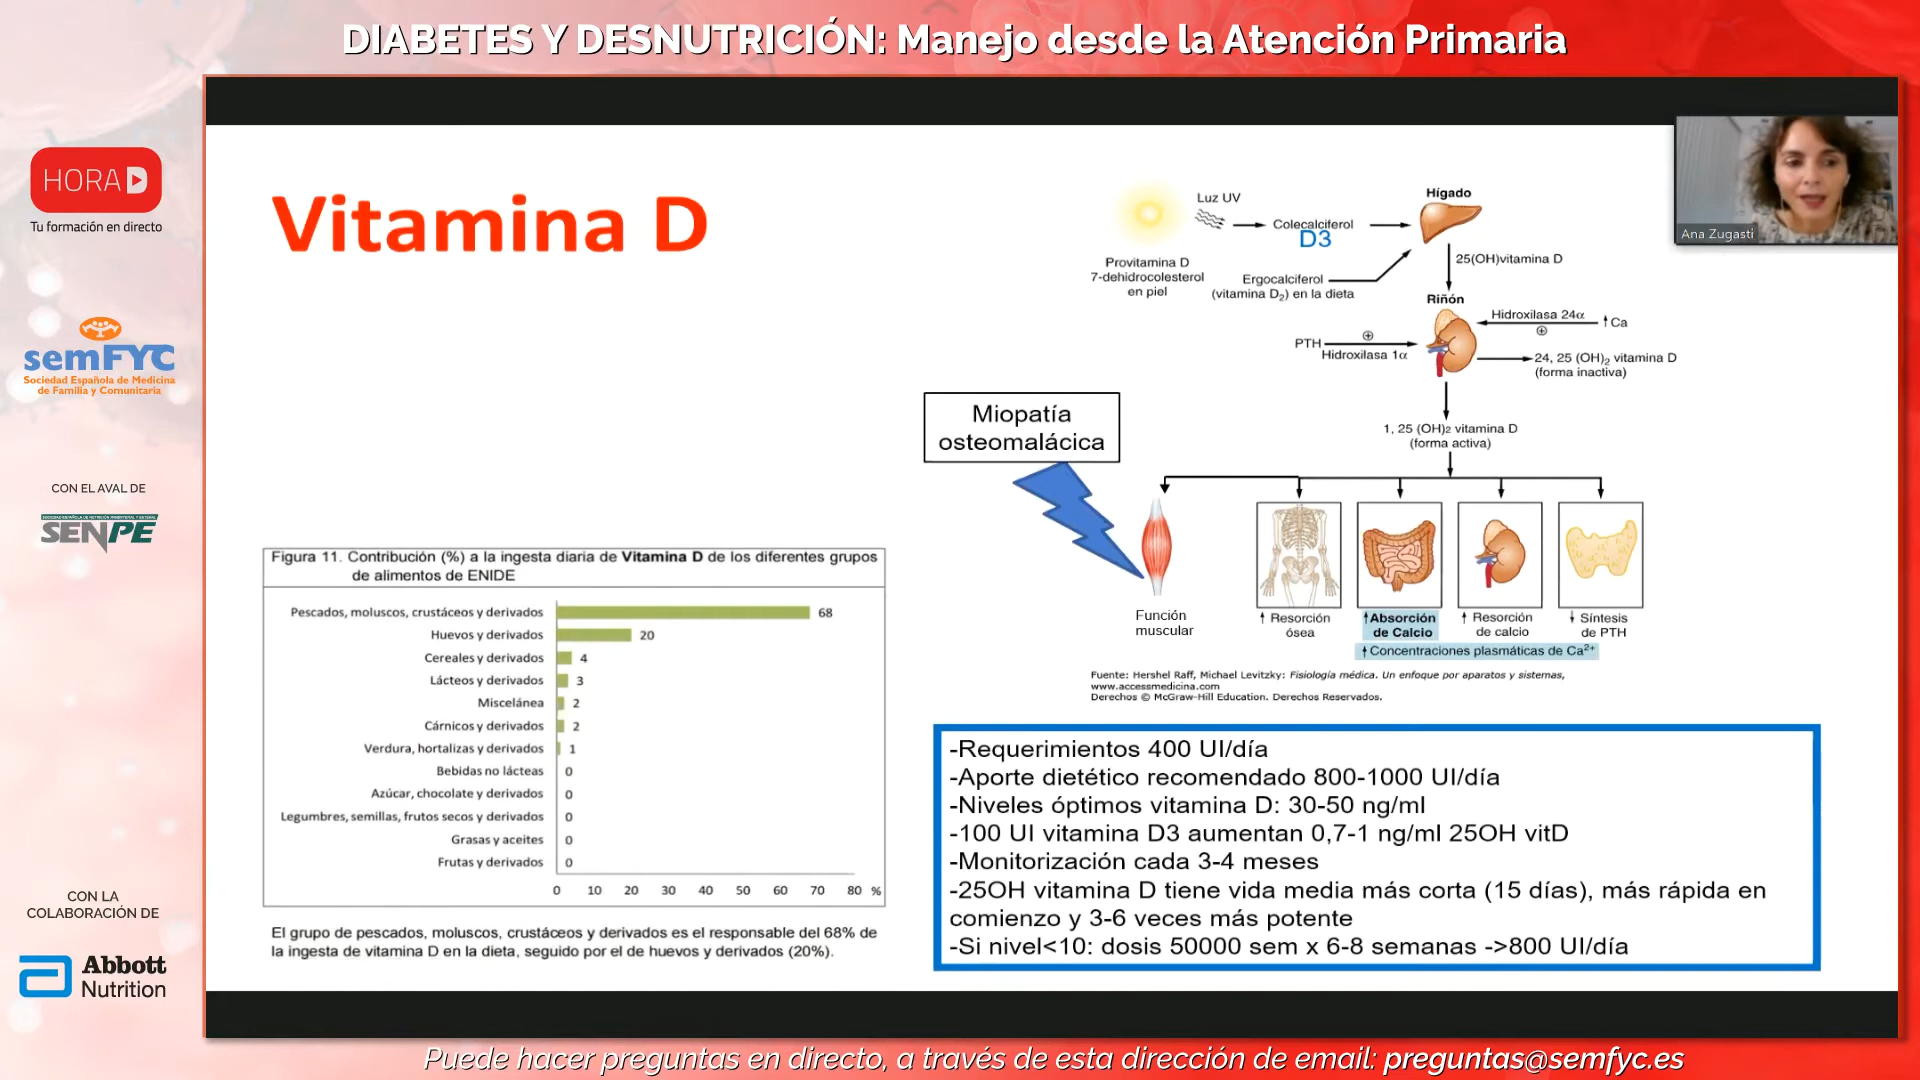 DIABETES Y DESNUTRICIÓN: Manejo desde la Atención Primaria
HORA D
Tu formación en directo
semFYC
Sociedad Española de Medicina
de Familia y Comunitaria
CON EL AVAL DE
SOCIEDAD ESPAÑOLA DE NUTRICIÓN PARENTERAL Y ENTERAL
SENPE
CON LA
COLABORACIÓN DE
Abbott
Nutrition
Vitamina D
Figura 11. Contribución (%) a la ingesta diaria de Vitamina D de los diferentes grupos
de alimentos de ENIDE
Pescados, moluscos, crustáceos y derivados 68
Huevos y derivados 20
Cereales y derivados 4
Lácteos y derivados 3
Miscelánea 2
Cárnicos y derivados 2
Verdura, hortalizas y derivados 1
Bebidas no lácteas 0
Azúcar, chocolate y derivados 0
Legumbres, semillas, frutos secos y derivados 0
Grasas y aceites 0
Frutas y derivados 0
0 10 20 30 40 50 60 70 80 %
El grupo de pescados, moluscos, crustáceos y derivados es el responsable del 68% de
la ingesta de vitamina D en la dieta, seguido por el de huevos y derivados (20%).
Luz UV
Colecalciferol
D3
Hígado
Provitamina D
7-dehidrocolesterol
en piel
Ergocalciferol
(vitamina D₂) en la dieta
25(OH)vitamina D
Riñón
PTH
⊕
Hidroxilasa 1α
Hidroxilasa 24α
⊕
↑Ca
24, 25 (OH)₂ vitamina D
(forma inactiva)
1, 25 (OH)₂ vitamina D
(forma activa)
Miopatía
osteomalácica
Función
muscular
↑ Resorción
ósea
↑Absorción
de Calcio
↑ Resorción
de calcio
↓ Síntesis
de PTH
↑Concentraciones plasmáticas de Ca²⁺
Fuente: Hershel Raff, Michael Levitzky: Fisiología médica. Un enfoque por aparatos y sistemas,
www.accessmedicina.com
Derechos © McGraw-Hill Education. Derechos Reservados.
-Requerimientos 400 UI/día
-Aporte dietético recomendado 800-1000 UI/día
-Niveles óptimos vitamina D: 30-50 ng/ml
-100 UI vitamina D3 aumentan 0,7-1 ng/ml 25OH vitD
-Monitorización cada 3-4 meses
-25OH vitamina D tiene vida media más corta (15 días), más rápida en
comienzo y 3-6 veces más potente
-Si nivel<10: dosis 50000 sem x 6-8 semanas ->800 UI/día
Ana Zugasti
Puede hacer preguntas en directo, a través de esta dirección de email: preguntas@semfyc.es